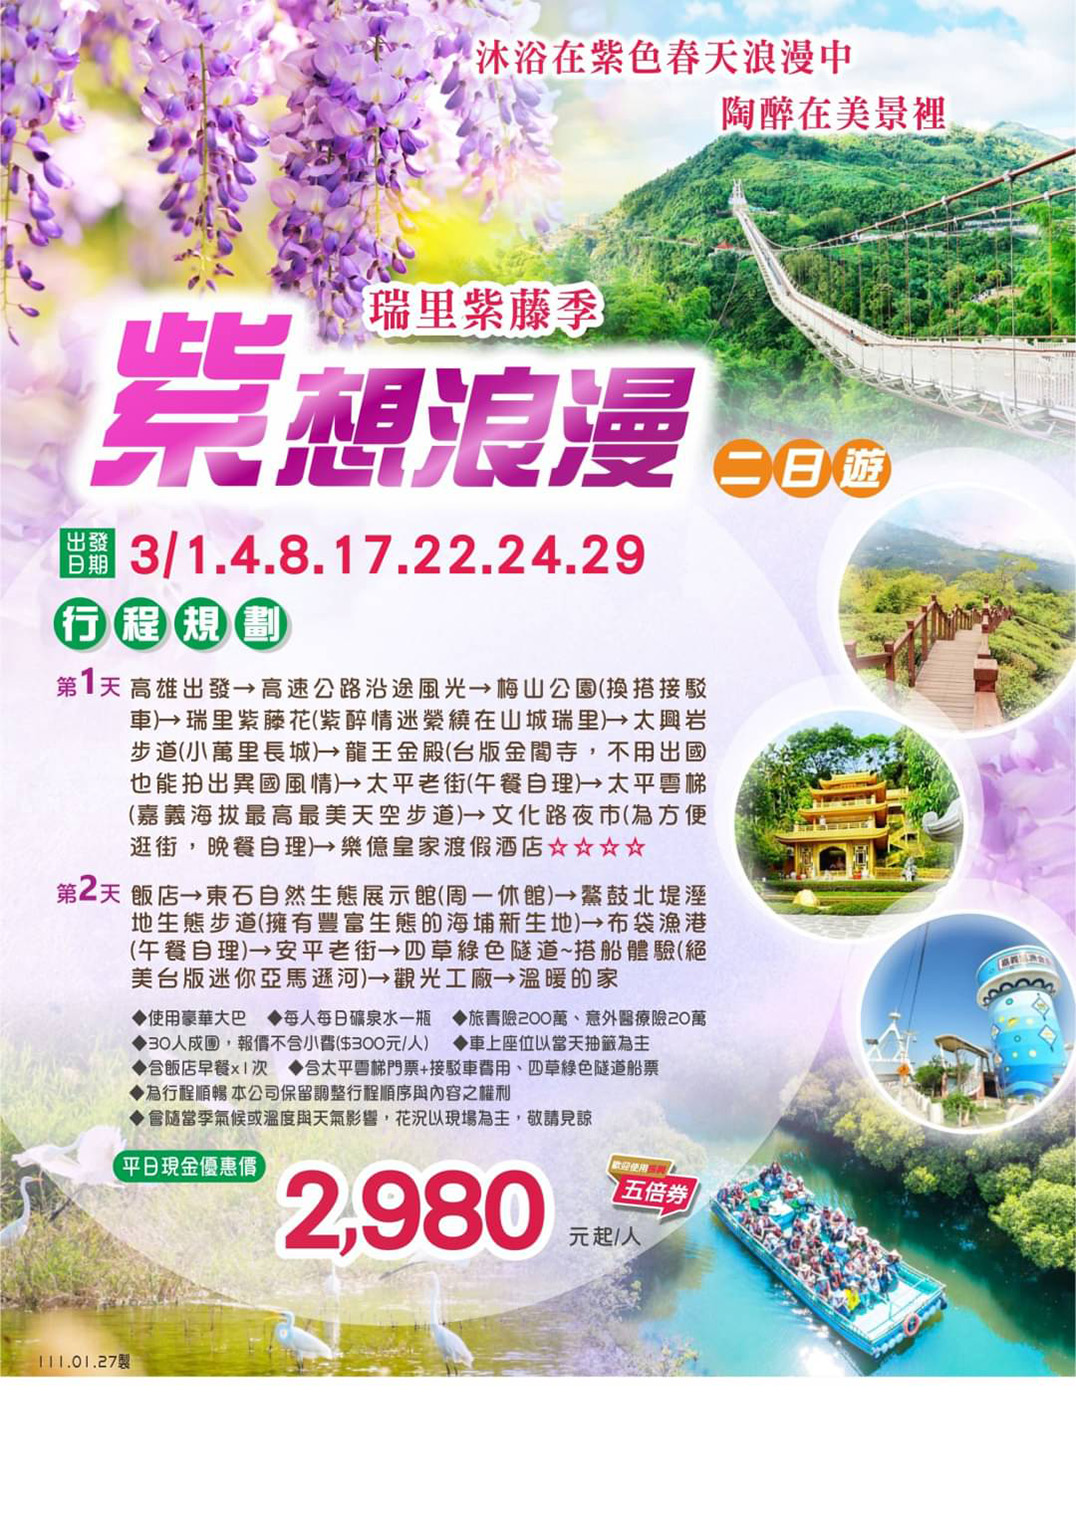 沐浴在紫色春天浪漫中
陶醉在美景裡
瑞里紫藤季
紫想浪漫
二日遊
出發日期 3/1.4.8.17.22.24.29
行程規劃
第1天 高雄出發→高速公路沿途風光→梅山公園(換搭接駁
車)→瑞里紫藤花(紫醉情迷縈繞在山城瑞里)→太興岩
步道(小萬里長城)→龍王金殿(台版金閣寺，不用出國
也能拍出異國風情)→太平老街(午餐自理)→太平雲梯
(嘉義海拔最高最美天空步道)→文化路夜市(為方便
逛街，晚餐自理)→樂億皇家渡假酒店☆☆☆☆
第2天 飯店→東石自然生態展示館(周一休館)→鰲鼓北堤溼
地生態步道(擁有豐富生態的海埔新生地)→布袋漁港
(午餐自理)→安平老街→四草綠色隧道~搭船體驗(絕
美台版迷你亞馬遜河)→觀光工廠→溫暖的家
◆使用豪華大巴 ◆每人每日礦泉水一瓶 ◆旅責險200萬、意外醫療險20萬
◆30人成團，報價不含小費($300元/人) ◆車上座位以當天抽籤為主
◆含飯店早餐x1次 ◆含太平雲梯門票+接駁車費用、四草綠色隧道船票
◆為行程順暢 本公司保留調整行程順序與內容之權利
◆會隨當季氣候或溫度與天氣影響，花況以現場為主，敬請見諒
平日現金優惠價
2,980
元起/人
歡迎使用振興
五倍券
111.01.27製